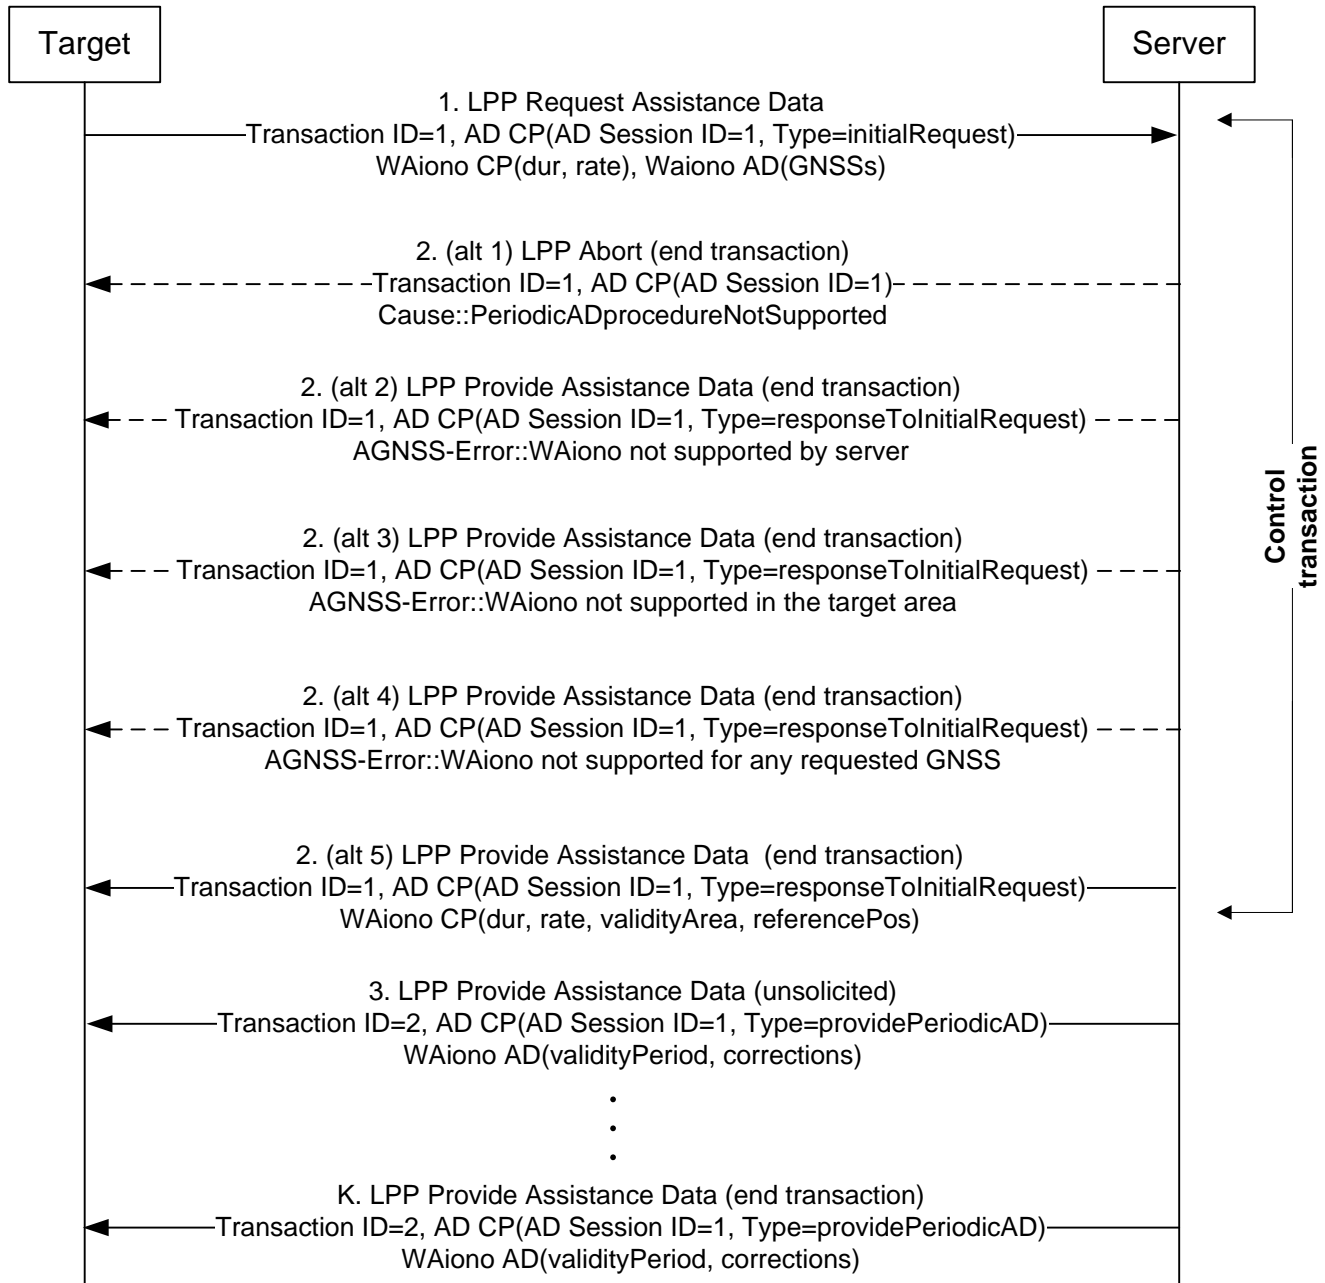 Target
Server
1. LPP Request Assistance Data
Transaction ID=1, AD CP(AD Session ID=1, Type=initialRequest)
WAiono CP(dur, rate), Waiono AD(GNSSs)
2. (alt 1) LPP Abort (end transaction)
Transaction ID=1, AD CP(AD Session ID=1)
Cause::PeriodicADprocedureNotSupported
2. (alt 2) LPP Provide Assistance Data (end transaction)
Transaction ID=1, AD CP(AD Session ID=1, Type=responseToInitialRequest)
AGNSS-Error::WAiono not supported by server
2. (alt 3) LPP Provide Assistance Data (end transaction)
Transaction ID=1, AD CP(AD Session ID=1, Type=responseToInitialRequest)
AGNSS-Error::WAiono not supported in the target area
2. (alt 4) LPP Provide Assistance Data (end transaction)
Transaction ID=1, AD CP(AD Session ID=1, Type=responseToInitialRequest)
AGNSS-Error::WAiono not supported for any requested GNSS
2. (alt 5) LPP Provide Assistance Data (end transaction)
Transaction ID=1, AD CP(AD Session ID=1, Type=responseToInitialRequest)
WAiono CP(dur, rate, validityArea, referencePos)
Control
transaction
3. LPP Provide Assistance Data (unsolicited)
Transaction ID=2, AD CP(AD Session ID=1, Type=providePeriodicAD)
WAiono AD(validityPeriod, corrections)
K. LPP Provide Assistance Data (end transaction)
Transaction ID=2, AD CP(AD Session ID=1, Type=providePeriodicAD)
WAiono AD(validityPeriod, corrections)